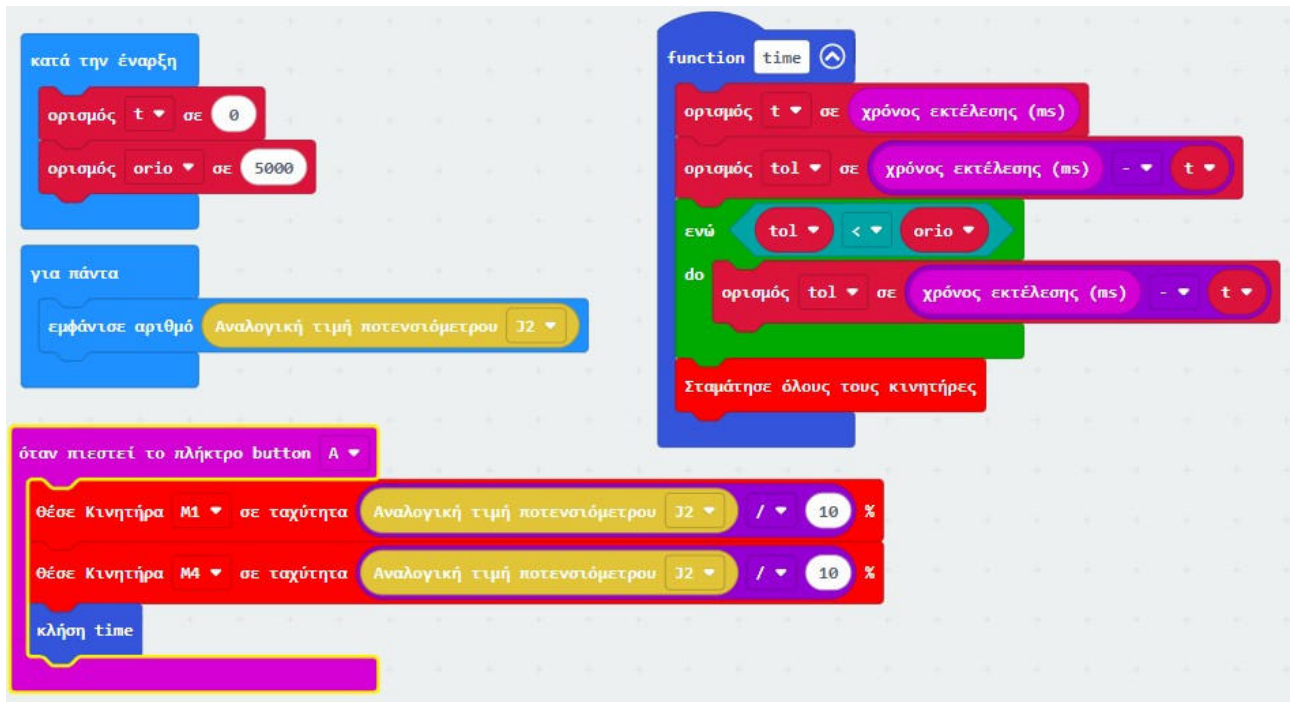 κατά την έναρξη
ορισμός t σε 0
ορισμός orio σε 5000
για πάντα
εμφάνισε αριθμό Αναλογική τιμή ποτενσιόμετρου J2
function time
ορισμός t σε χρόνος εκτέλεσης (ms)
ορισμός tol σε χρόνος εκτέλεσης (ms) - t
ενώ tol < orio
do
ορισμός tol σε χρόνος εκτέλεσης (ms) - t
Σταμάτησε όλους τους κινητήρες
όταν πιεστεί το πλήκτρο button A
Θέσε Κινητήρα M1 σε ταχύτητα Αναλογική τιμή ποτενσιόμετρου J2 / 10 %
Θέσε Κινητήρα M4 σε ταχύτητα Αναλογική τιμή ποτενσιόμετρου J2 / 10 %
κλήση time